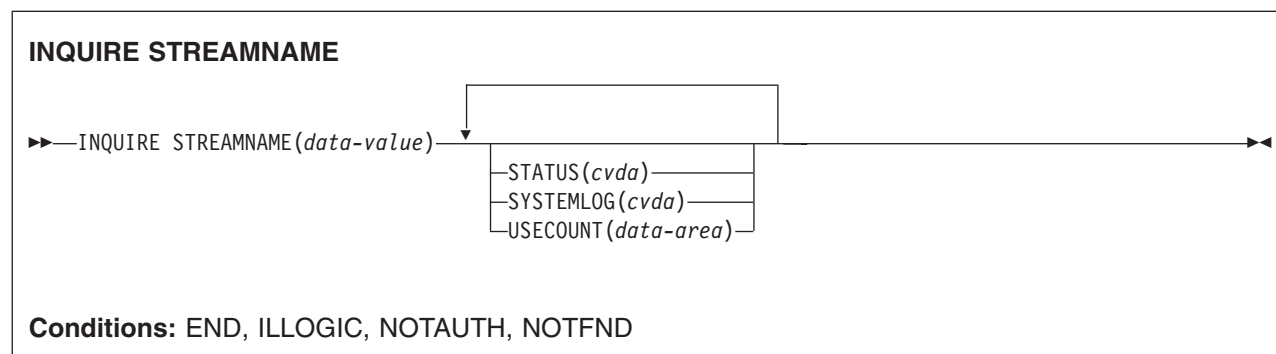 INQUIRE STREAMNAME
INQUIRE STREAMNAME(data-value)
STATUS(cvda)
SYSTEMLOG(cvda)
USECOUNT(data-area)
Conditions: END, ILLOGIC, NOTAUTH, NOTFND